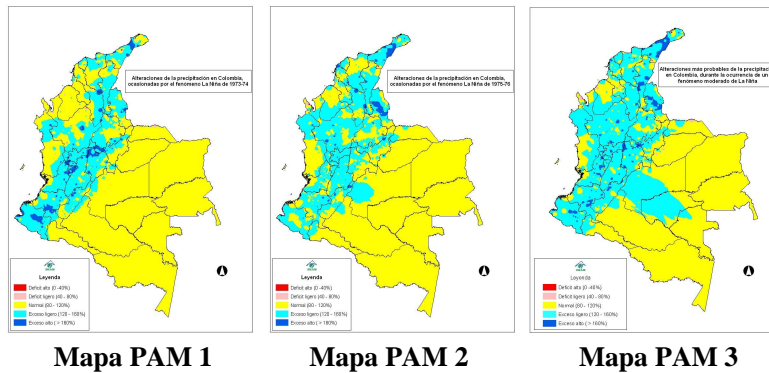 Alteraciones de la precipitación en Colombia,
ocasionadas por el fenómeno La Niña de 1973-74
Leyenda
Deficit alto (0 -40%)
Deficit ligero (40 - 80%)
Normal (80 - 120%)
Exceso ligero (120 - 160%)
Exceso alto ( > 160%)
Mapa PAM 1
Alteraciones de la precipitación en Colombia,
ocasionadas por el fenómeno La Niña de 1975-76
Leyenda
Deficit alto (0 -40%)
Deficit ligero (40 - 80%)
Normal (80 - 120%)
Exceso ligero (120 - 160%)
Exceso alto ( > 160%)
Mapa PAM 2
Alteraciones más probables de la precipitac
en Colombia, durante la ocurrencia de un
fenómeno moderado de La Niña
Leyenda
Deficit alto (0 -40%)
Deficit ligero (40 - 80%)
Normal (80 - 120%)
Exceso ligero (120 - 160%)
Exceso alto ( > 160%)
Mapa PAM 3